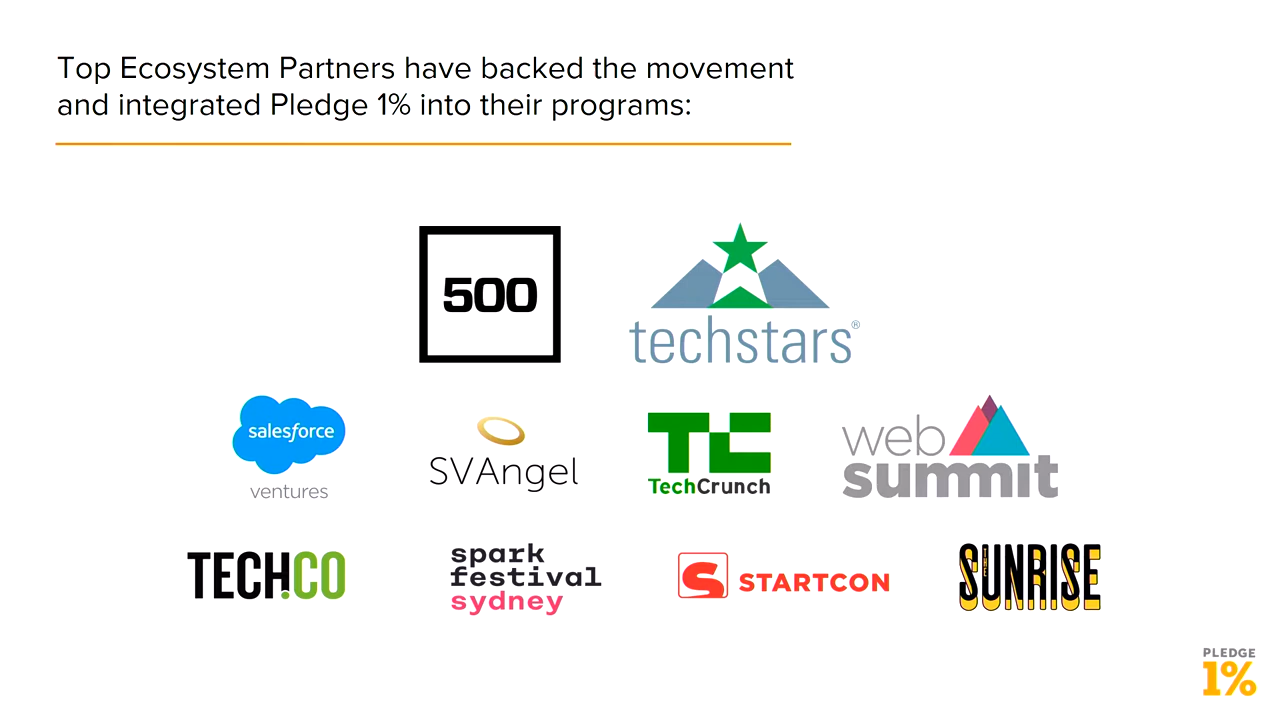 Top Ecosystem Partners have backed the movement
and integrated Pledge 1% into their programs:
500
techstars®
salesforce
ventures
SVAngel
TC
TechCrunch
web
summit
TECH.CO
spark
festival
sydney
S STARTCON
THE SUNRISE
PLEDGE
1%